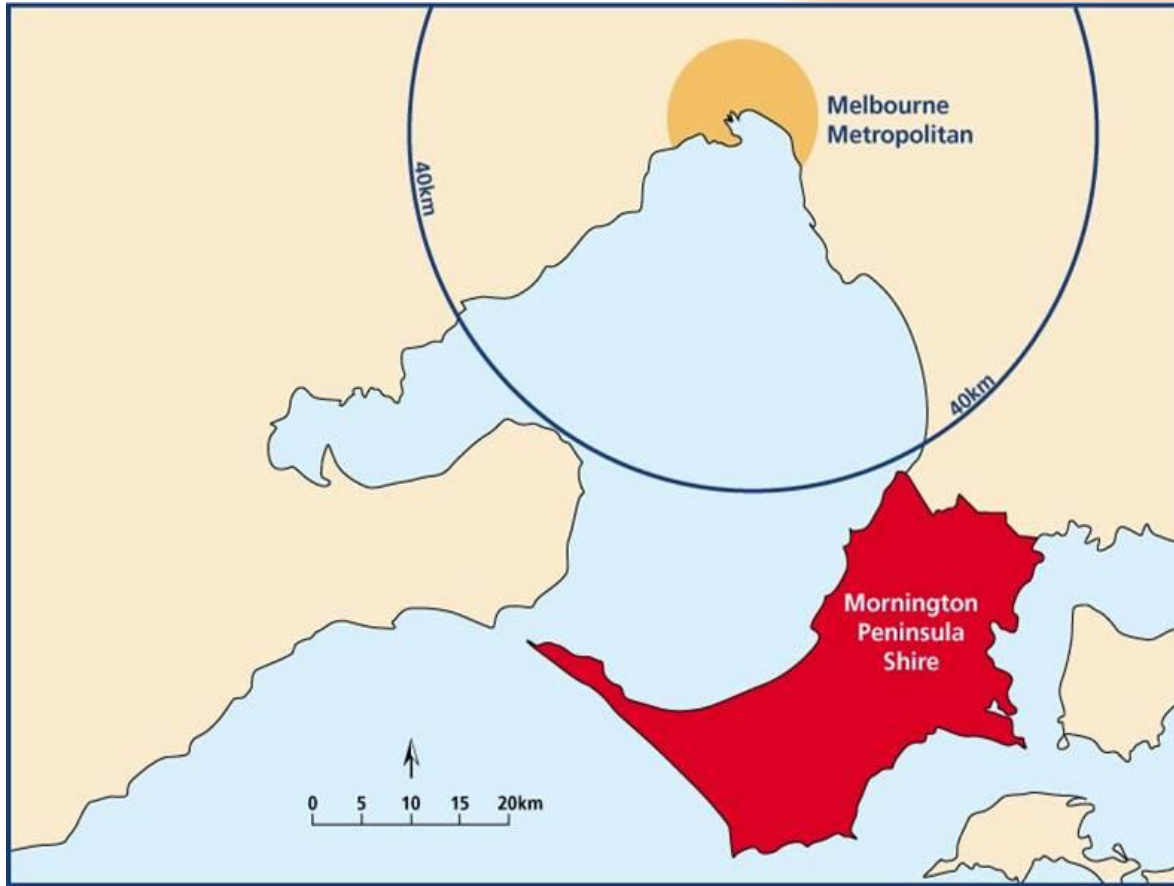 Melbourne
Metropolitan
40km
40km
Mornington
Peninsula
Shire
0 5 10 15 20km